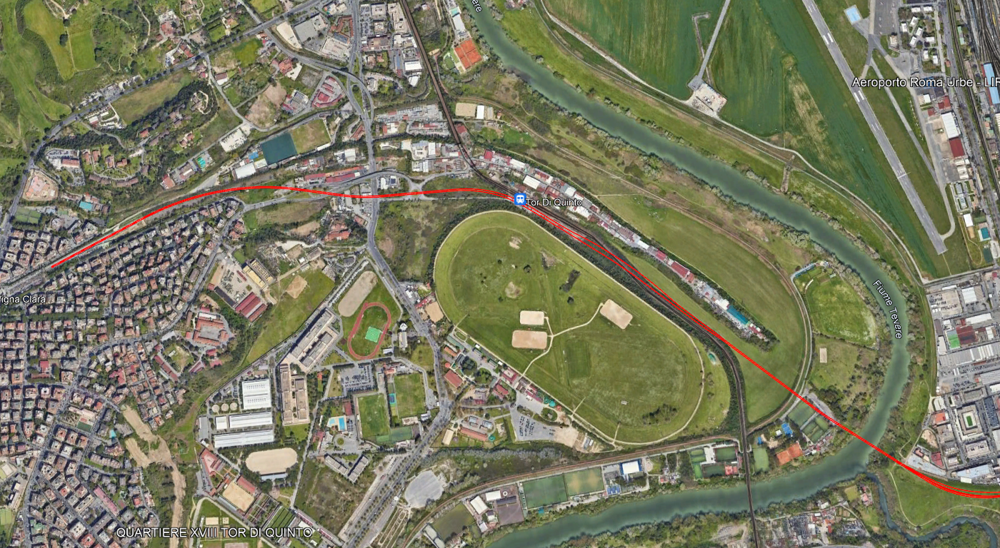 Aeroporto Roma Urbe - LIR
Tor Di Quinto
Vigna Clara
Fiume Tevere
QUARTIERE XVIII TOR DI QUINTO